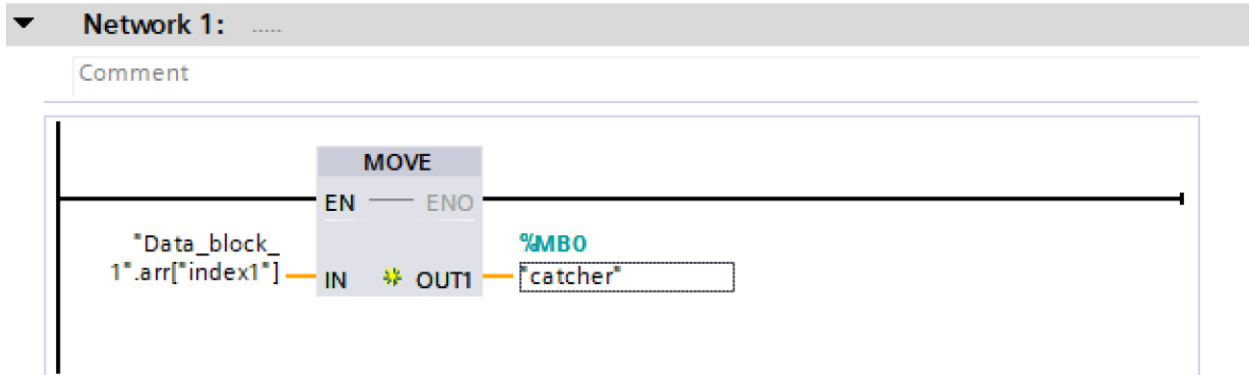 Network 1: .....
Comment
MOVE
EN ENO
"Data_block_
1".arr["index1"]
IN OUT1
%MB0
"catcher"